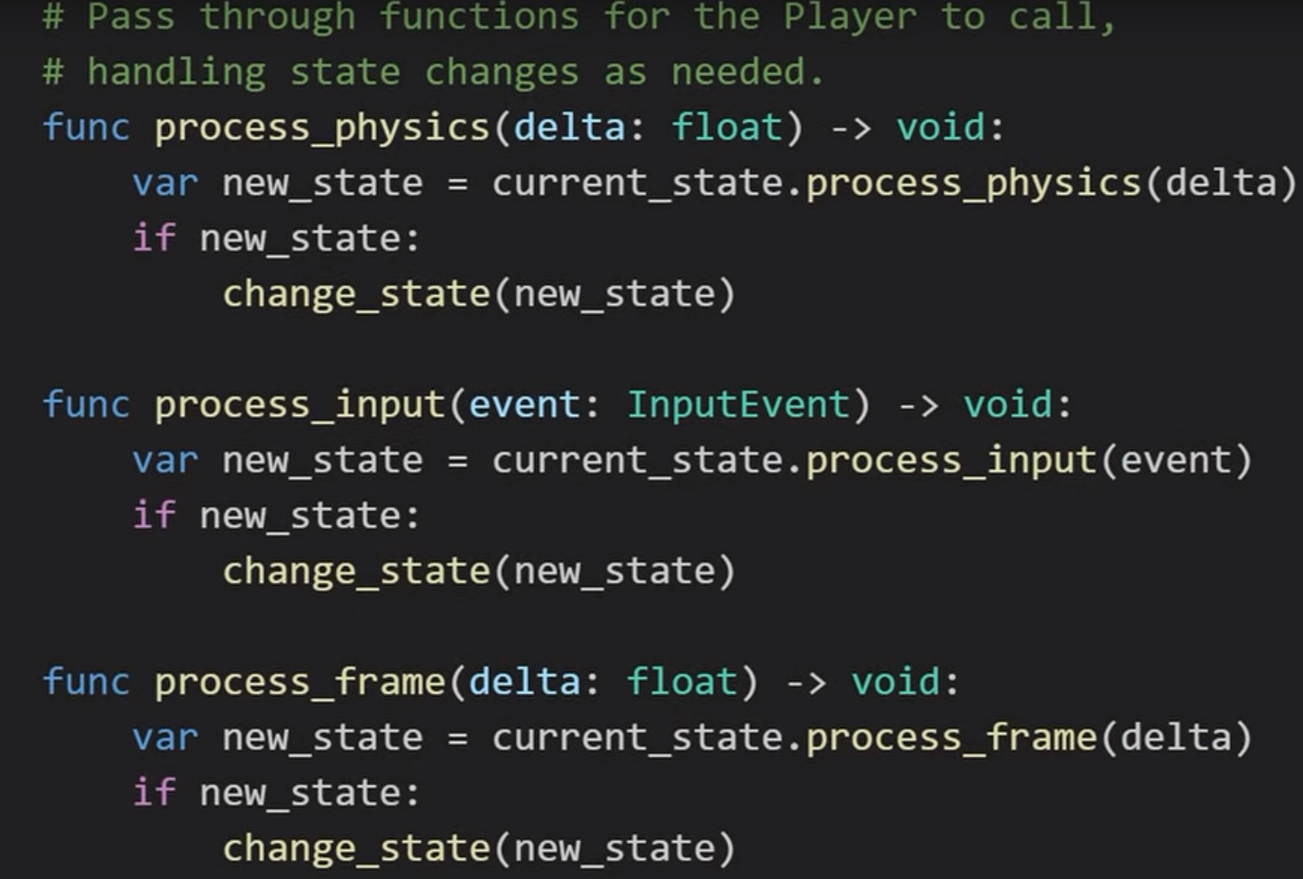 # Pass through functions for the Player to call,
# handling state changes as needed.
func process_physics(delta: float) -> void:
    var new_state = current_state.process_physics(delta)
    if new_state:
        change_state(new_state)

func process_input(event: InputEvent) -> void:
    var new_state = current_state.process_input(event)
    if new_state:
        change_state(new_state)

func process_frame(delta: float) -> void:
    var new_state = current_state.process_frame(delta)
    if new_state:
        change_state(new_state)